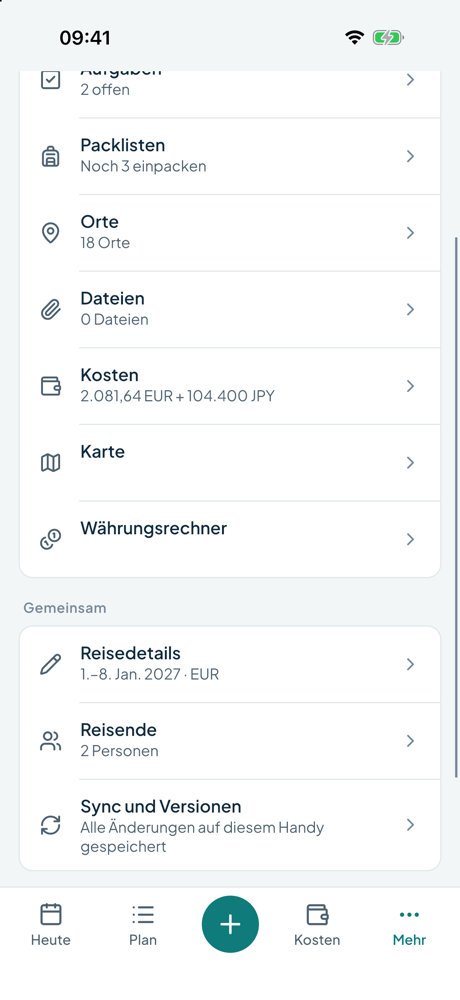 09:41
Aufgaben
2 offen
Packlisten
Noch 3 einpacken
Orte
18 Orte
Dateien
0 Dateien
Kosten
2.081,64 EUR + 104.400 JPY
Karte
Währungsrechner
Gemeinsam
Reisedetails
1.–8. Jan. 2027 · EUR
Reisende
2 Personen
Sync und Versionen
Alle Änderungen auf diesem Handy
gespeichert
Heute
Plan
Kosten
Mehr